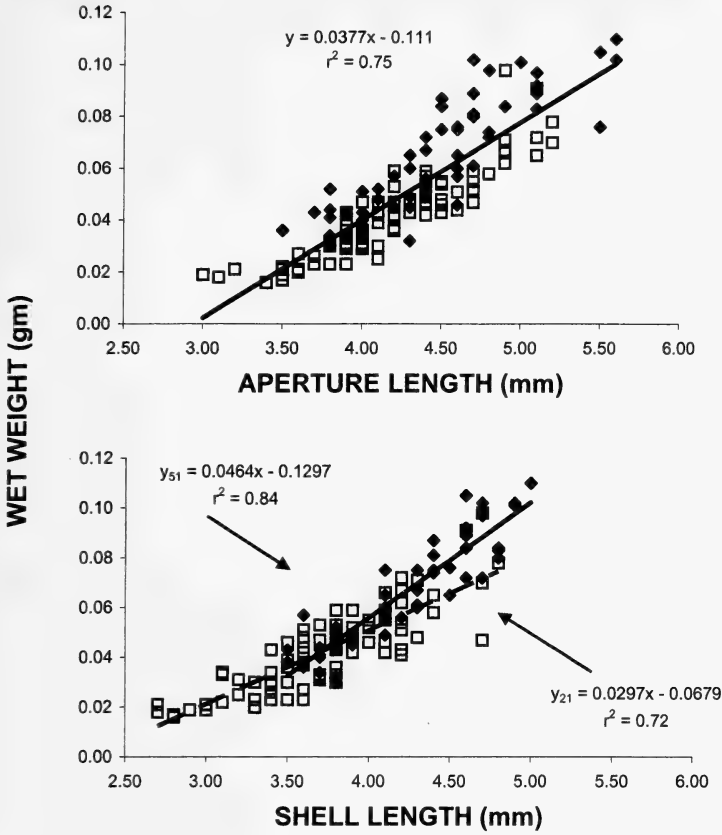 0.12
y = 0.0377x - 0.111
r² = 0.75
0.10
0.08
0.06
0.04
0.02
0.00
2.50 3.00 3.50 4.00 4.50 5.00 5.50 6.00
APERTURE LENGTH (mm)
WET WEIGHT (gm)
0.12
y₅₁ = 0.0464x - 0.1297
r² = 0.84
0.10
0.08
0.06
0.04
y₂₁ = 0.0297x - 0.0679
r² = 0.72
0.02
0.00
2.50 3.00 3.50 4.00 4.50 5.00 5.50 6.00
SHELL LENGTH (mm)